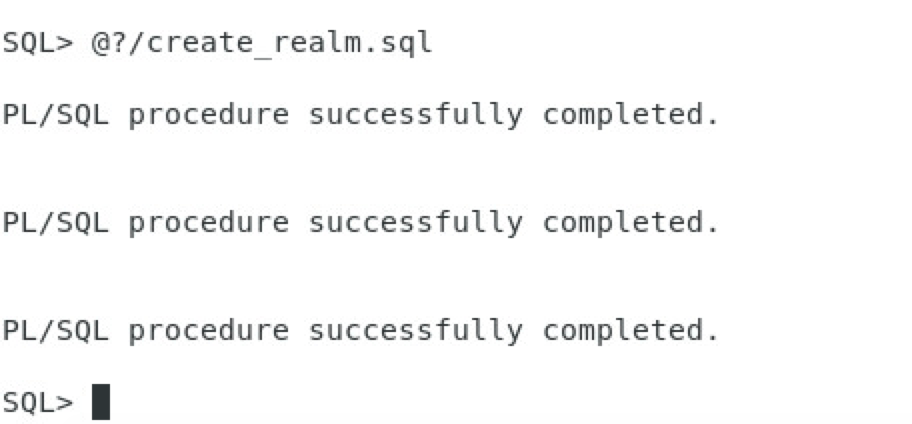 SQL> @?/create_realm.sql
PL/SQL procedure successfully completed.
PL/SQL procedure successfully completed.
PL/SQL procedure successfully completed.
SQL>